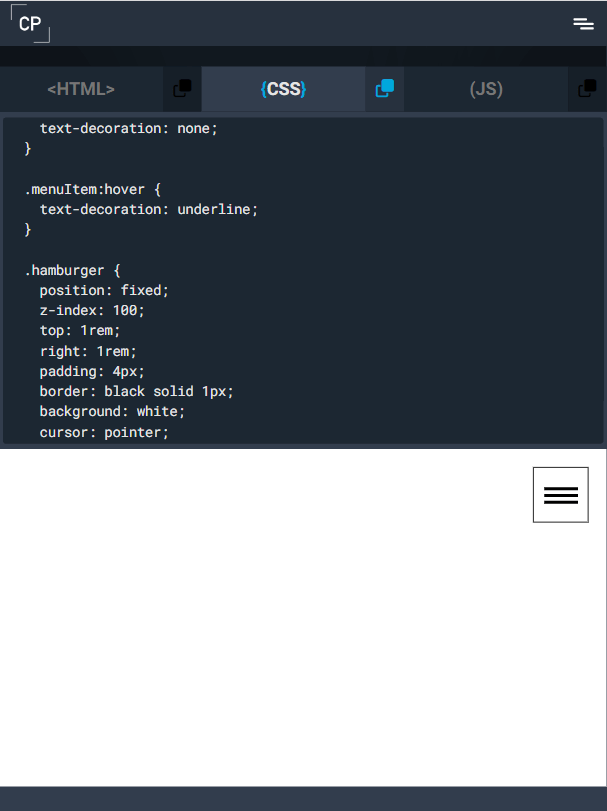 CP
<HTML>
{CSS}
(JS)
text-decoration: none;
}
.menuItem:hover {
text-decoration: underline;
}
.hamburger {
position: fixed;
z-index: 100;
top: 1rem;
right: 1rem;
padding: 4px;
border: black solid 1px;
background: white;
cursor: pointer;